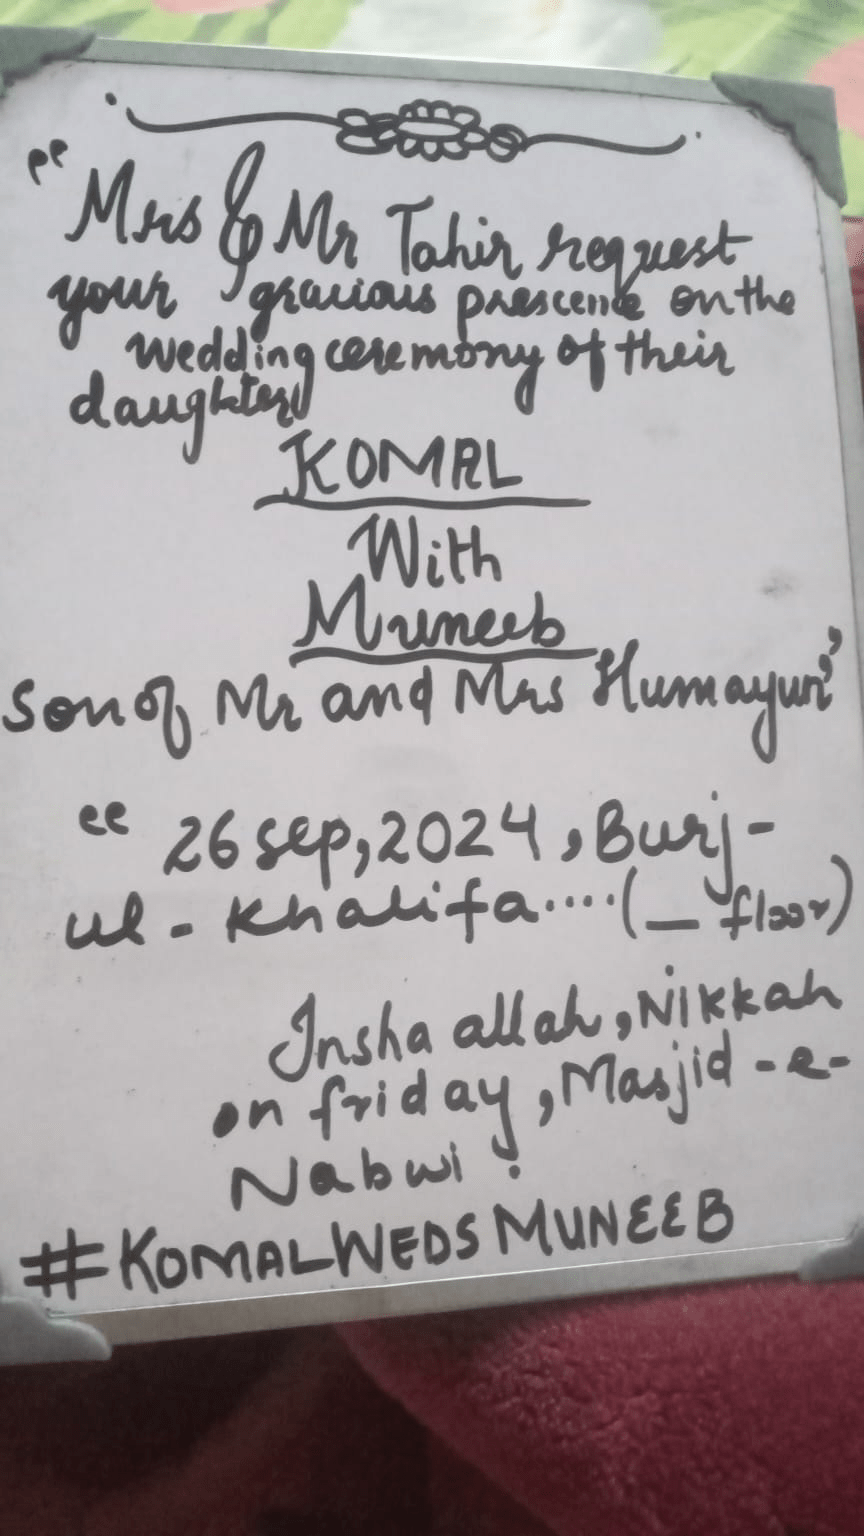 “Mrs & Mr Tahir request
your gracious prescence on the
wedding ceremony of their
daughter
KOMAL
With
Muneeb
Son of Mr and Mrs Humayun”
“ 26 sep, 2024, Burj-
ul - Khalifa....(_ floor)
Insha allah, Nikkah
on friday, Masjid -e-
Nabwi .
#KOMALWEDSMUNEEB